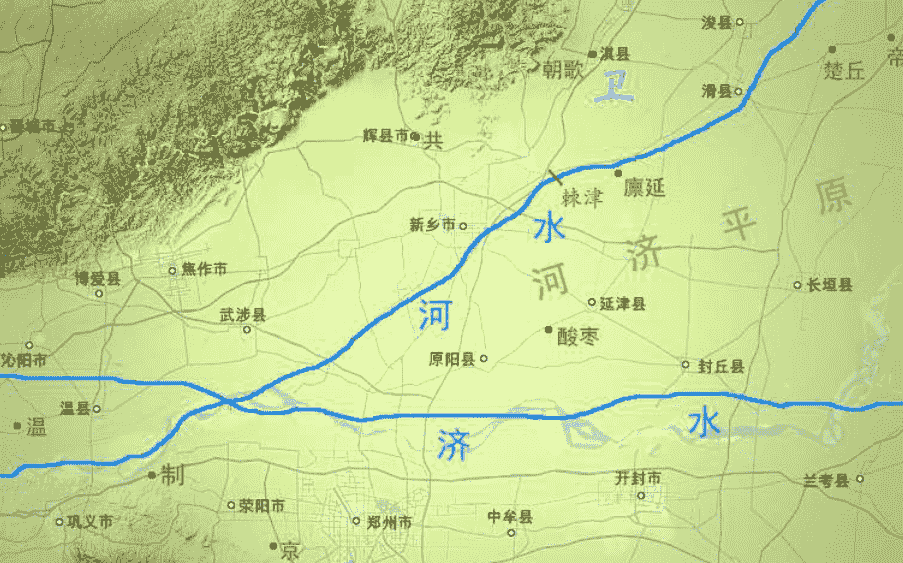 浚县
淇县
朝歌
楚丘
帝
卫
滑县
晋城市
辉县市
共
棘津
廪延
新乡市
水
河济平原
焦作市
博爱县
长垣县
河
延津县
武涉县
酸枣
沁阳市
原阳县
封丘县
温县
温
济
水
制
开封市
兰考县
荥阳市
巩义市
郑州市
中牟县
京